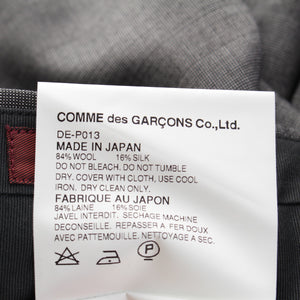 COMME des GARÇONS Co.,Ltd.
DE-P013
MADE IN JAPAN
84% WOOL 16% SILK
DO NOT BLEACH. DO NOT TUMBLE
DRY. COVER WITH CLOTH, USE COOL
IRON. DRY CLEAN ONLY.
FABRIQUE AU JAPON
84% LAINE 16% SOIE
JAVEL INTERDIT. SECHAGE MACHINE
DECONSEILLE. REPASSER A FER DOUX
AVEC PATTEMOUILLE. NETTOYAGE A SEC.
P